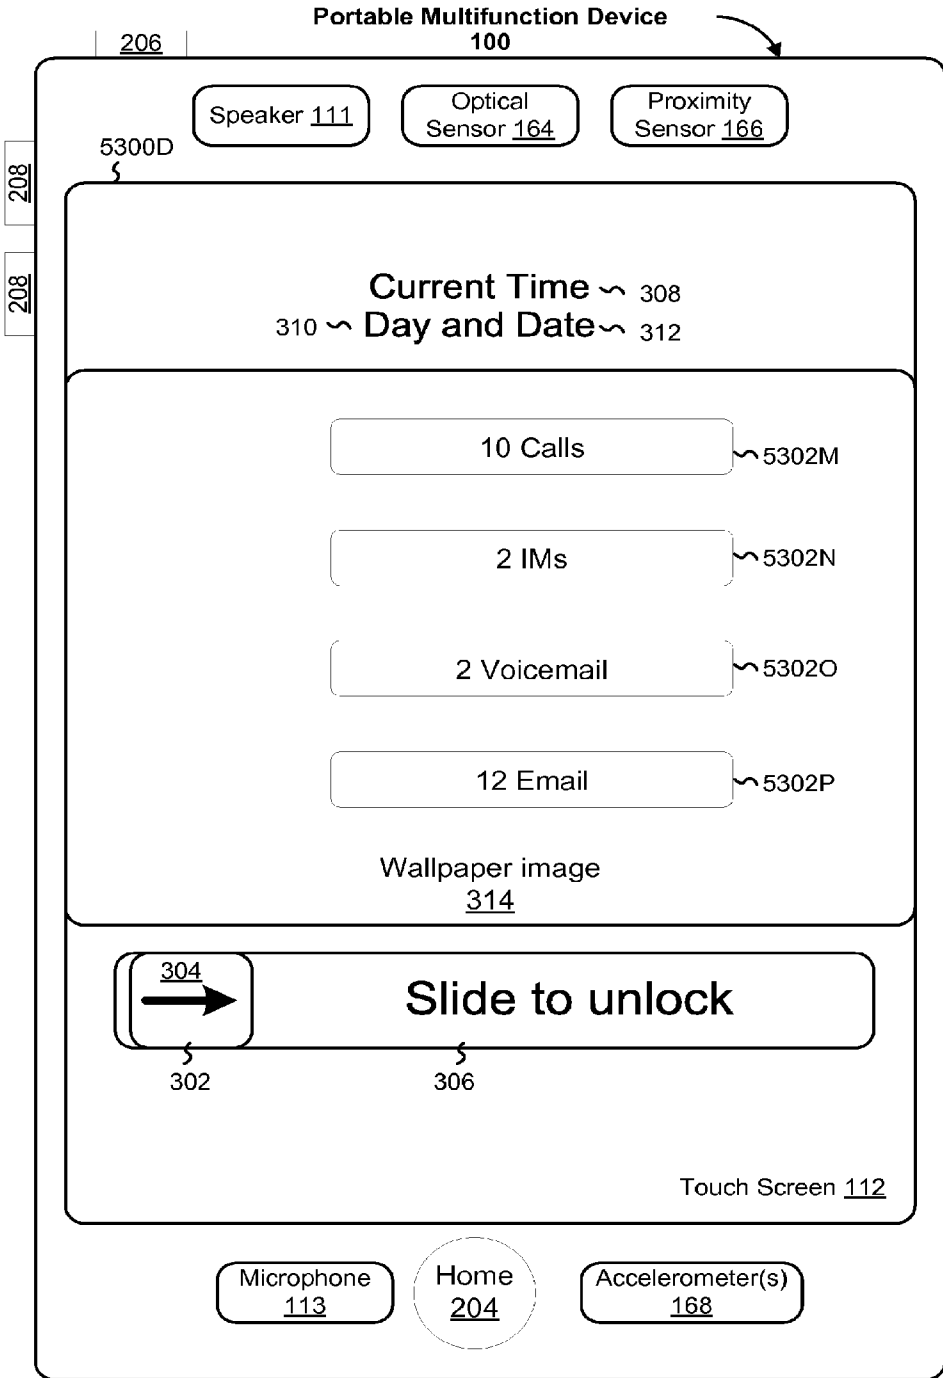 Portable Multifunction Device
100
206
Speaker 111
Optical
Sensor 164
Proximity
Sensor 166
5300D
208
208
Current Time 308
310 Day and Date 312
10 Calls 5302M
2 IMs 5302N
2 Voicemail 5302O
12 Email 5302P
Wallpaper image
314
304
Slide to unlock
302
306
Touch Screen 112
Microphone
113
Home
204
Accelerometer(s)
168